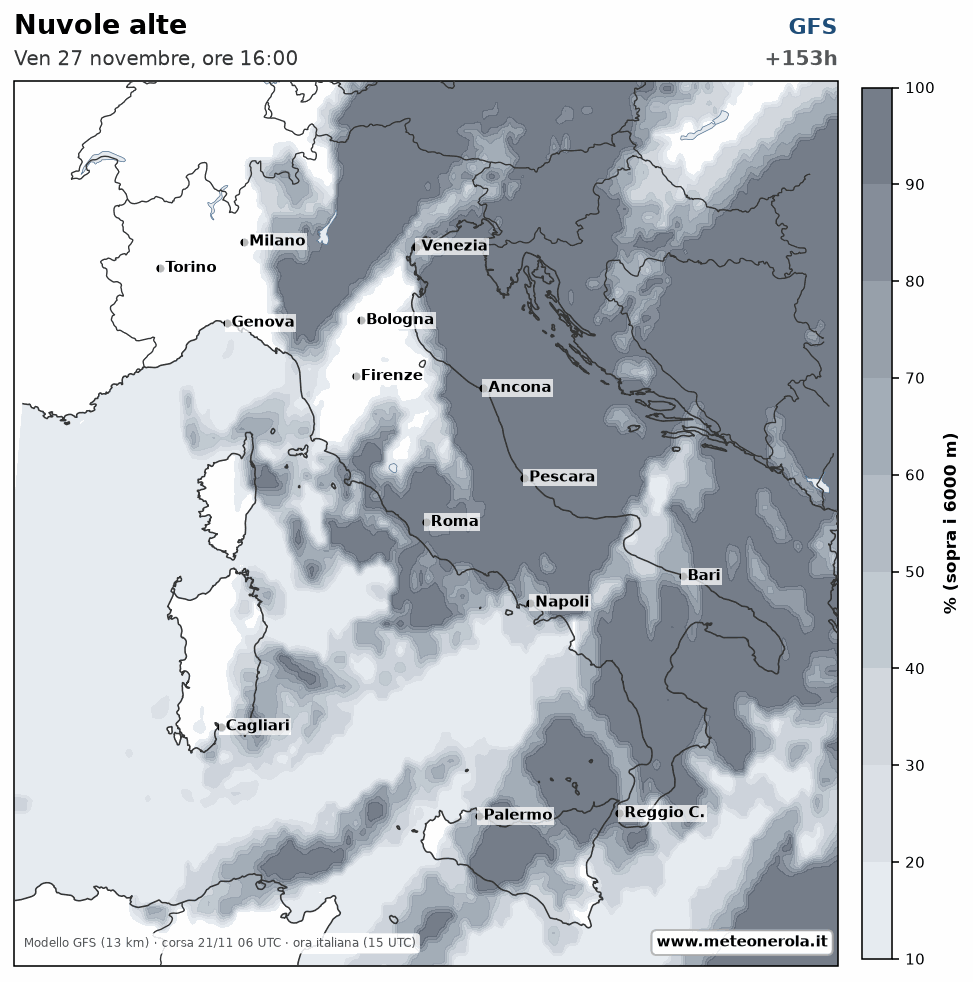 Nuvole alte
GFS
Ven 27 novembre, ore 16:00
+153h
100
90
80
70
60
50
40
30
20
10
% (sopra i 6000 m)
Milano
Venezia
Torino
Genova
Bologna
Firenze
Ancona
Pescara
Roma
Bari
Napoli
Cagliari
Palermo
Reggio C.
Modello GFS (13 km) · corsa 21/11 06 UTC · ora italiana (15 UTC)
www.meteonerola.it